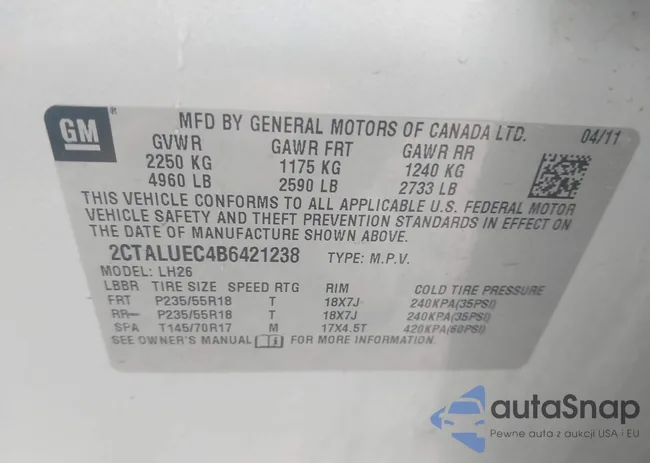 GM
MFD BY GENERAL MOTORS OF CANADA LTD. 04/11
GVWR GAWR FRT GAWR RR
2250 KG 1175 KG 1240 KG
4960 LB 2590 LB 2733 LB
THIS VEHICLE CONFORMS TO ALL APPLICABLE U.S. FEDERAL MOTOR
VEHICLE SAFETY AND THEFT PREVENTION STANDARDS IN EFFECT ON
THE DATE OF MANUFACTURE SHOWN ABOVE.
2CTALUEC4B6421238 TYPE: M.P.V.
MODEL: LH26
LBBR TIRE SIZE SPEED RTG RIM COLD TIRE PRESSURE
FRT P235/55R18 T 18X7J 240KPA(35PSI)
RR P235/55R18 T 18X7J 240KPA(35PSI)
SPA T145/70R17 M 17X4.5T 420KPA(60PSI)
SEE OWNER'S MANUAL FOR MORE INFORMATION.
autaSnap
Pewne auta z aukcji USA i EU